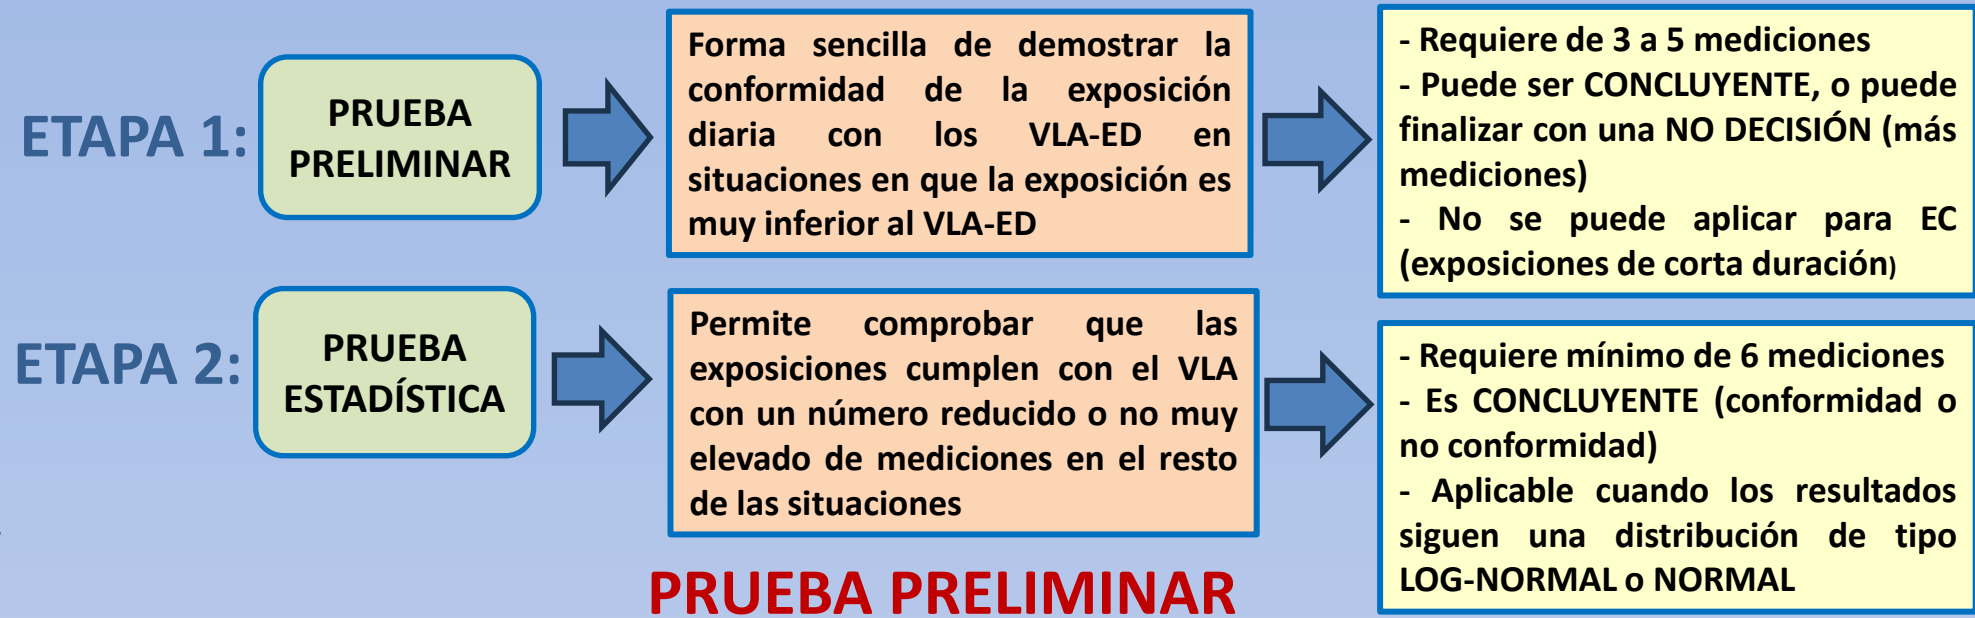 ETAPA 1:
PRUEBA
PRELIMINAR
Forma sencilla de demostrar la
conformidad de la exposición
diaria con los VLA-ED en
situaciones en que la exposición es
muy inferior al VLA-ED
- Requiere de 3 a 5 mediciones
- Puede ser CONCLUYENTE, o puede
finalizar con una NO DECISIÓN (más
mediciones)
- No se puede aplicar para EC
(exposiciones de corta duración)
ETAPA 2:
PRUEBA
ESTADÍSTICA
Permite comprobar que las
exposiciones cumplen con el VLA
con un número reducido o no muy
elevado de mediciones en el resto
de las situaciones
- Requiere mínimo de 6 mediciones
- Es CONCLUYENTE (conformidad o
no conformidad)
- Aplicable cuando los resultados
siguen una distribución de tipo
LOG-NORMAL o NORMAL
PRUEBA PRELIMINAR